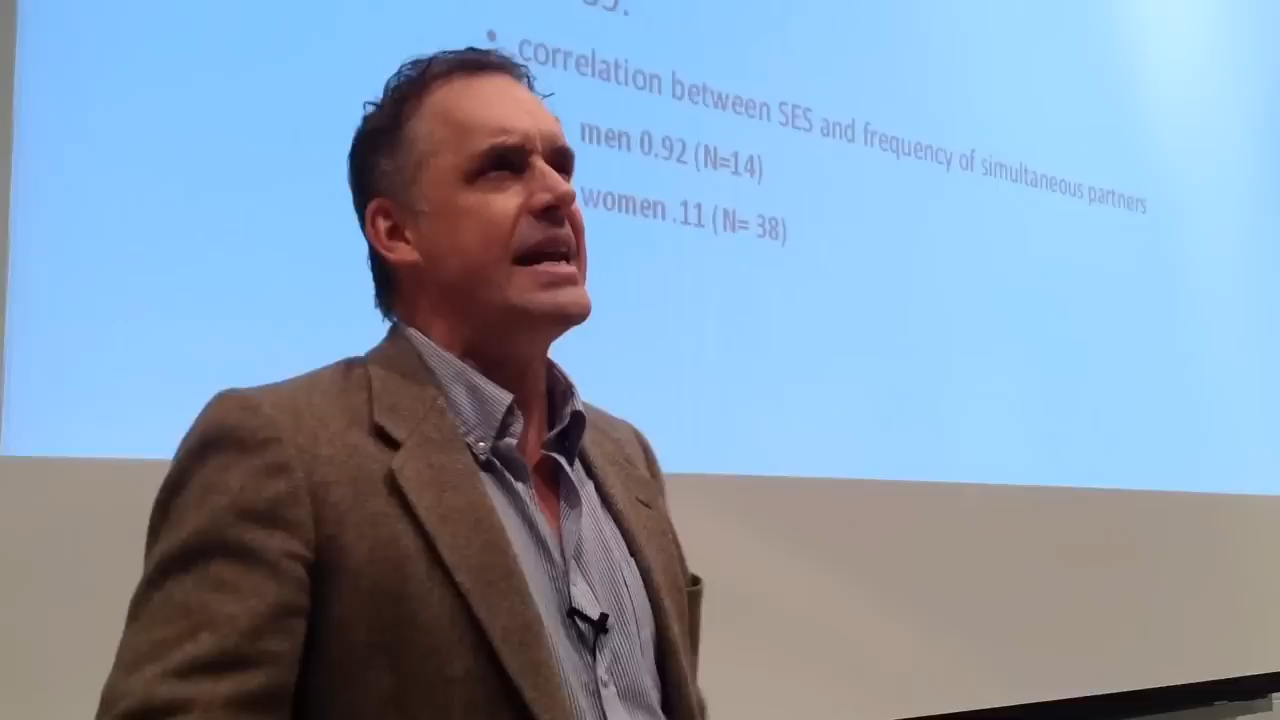 • correlation between SES and frequency of simultaneous partners
men 0.92 (N=14)
women .11 (N= 38)